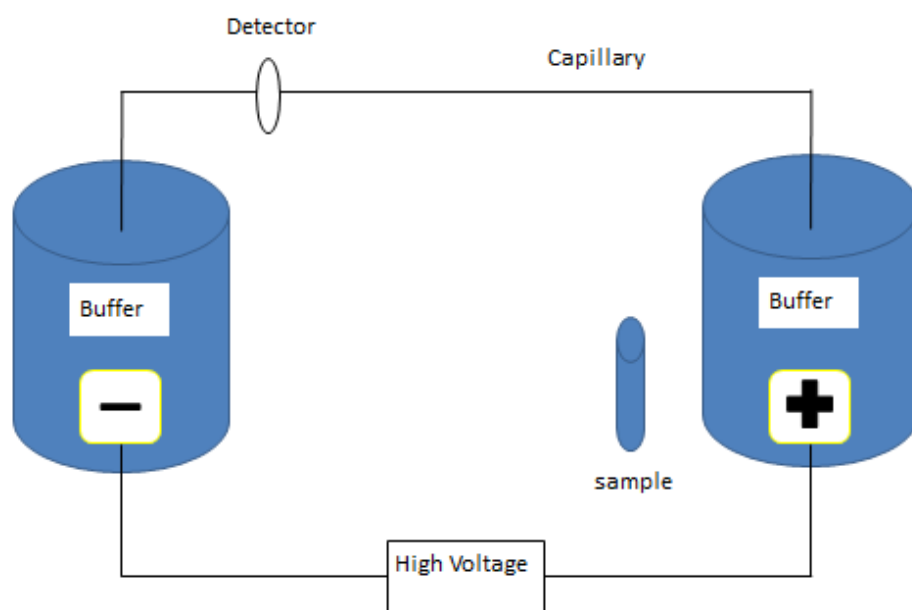 Detector
Capillary
Buffer
Buffer
−
+
sample
High Voltage